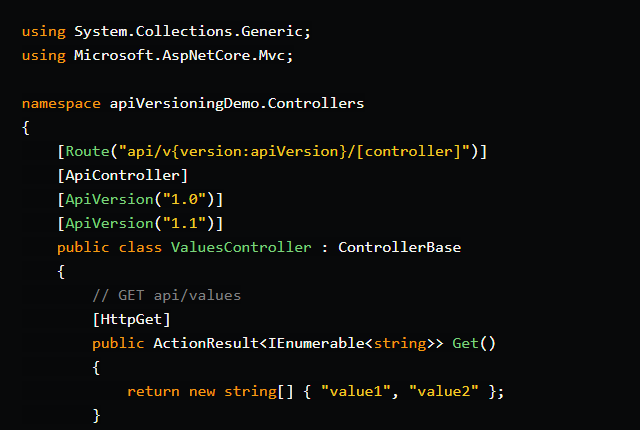 using System.Collections.Generic;
using Microsoft.AspNetCore.Mvc;

namespace apiVersioningDemo.Controllers
{
    [Route("api/v{version:apiVersion}/[controller]")]
    [ApiController]
    [ApiVersion("1.0")]
    [ApiVersion("1.1")]
    public class ValuesController : ControllerBase
    {
        // GET api/values
        [HttpGet]
        public ActionResult<IEnumerable<string>> Get()
        {
            return new string[] { "value1", "value2" };
        }